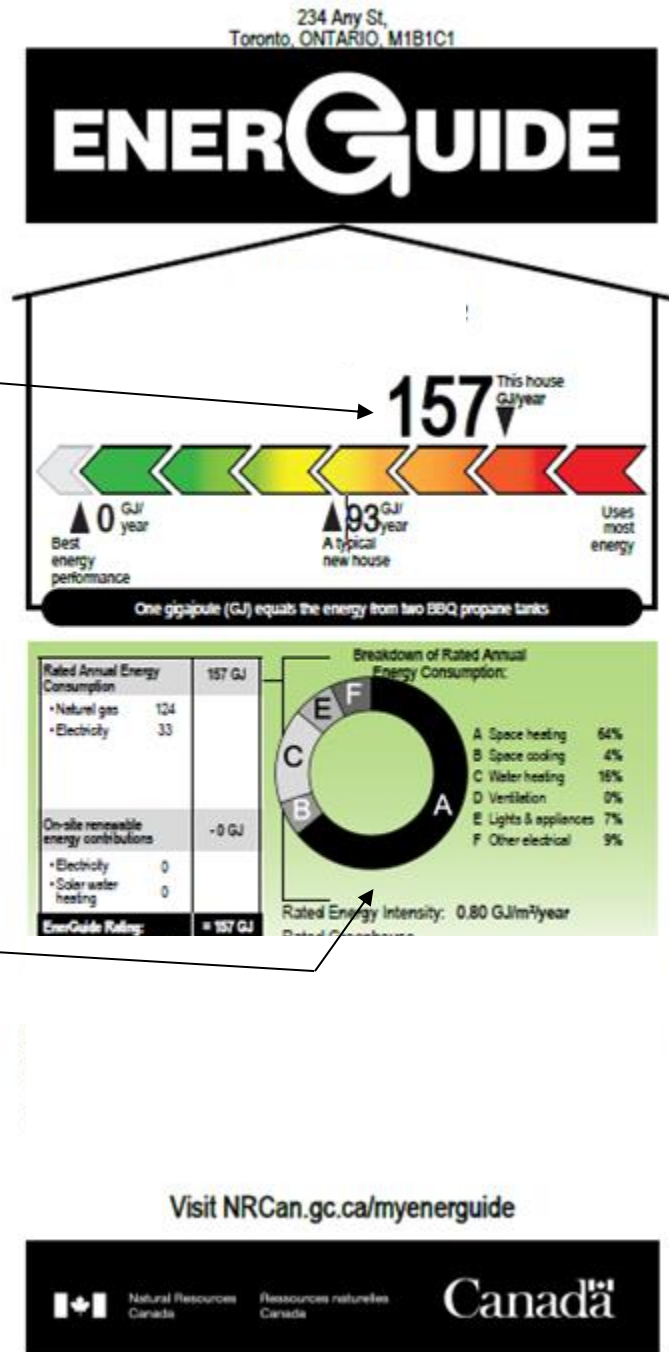 234 Any St,
Toronto, ONTARIO, M1B1C1
ENERGUIDE
157
This house
GJ/year
0 GJ/
year
Best
energy
performance
93 GJ/
year
A typical
new house
Uses
most
energy
One gigajoule (GJ) equals the energy from two BBQ propane tanks
Rated Annual Energy
Consumption
157 GJ
• Natural gas 124
• Electricity 33
On-site renewable
energy contributions
- 0 GJ
• Electricity 0
• Solar water
heating 0
EnerGuide Rating: = 157 GJ
Breakdown of Rated Annual
Energy Consumption:
F
E
C
B
A
A Space heating 64%
B Space cooling 4%
C Water heating 16%
D Ventilation 0%
E Lights & appliances 7%
F Other electrical 9%
Rated Energy Intensity: 0.80 GJ/m²/year
Visit NRCan.gc.ca/myenerguide
Natural Resources
Canada
Ressources naturelles
Canada
Canada